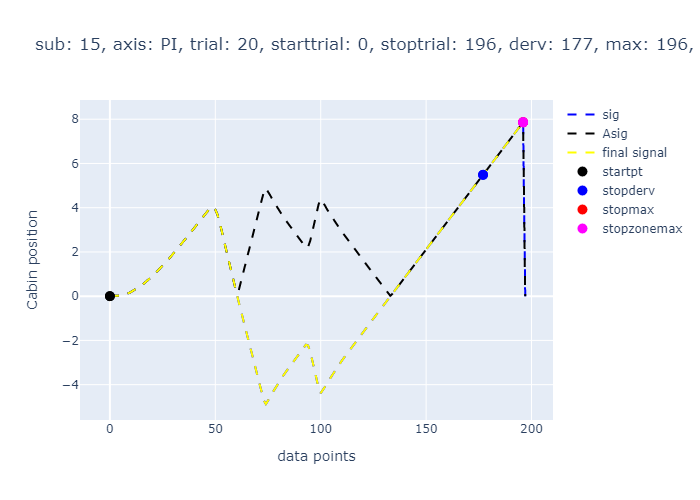 sub: 15, axis: PI, trial: 20, starttrial: 0, stoptrial: 196, derv: 177, max: 196,
8
6
4
2
0
−2
−4
Cabin position
0
50
100
150
200
data points
sig
Asig
final signal
startpt
stopderv
stopmax
stopzonemax